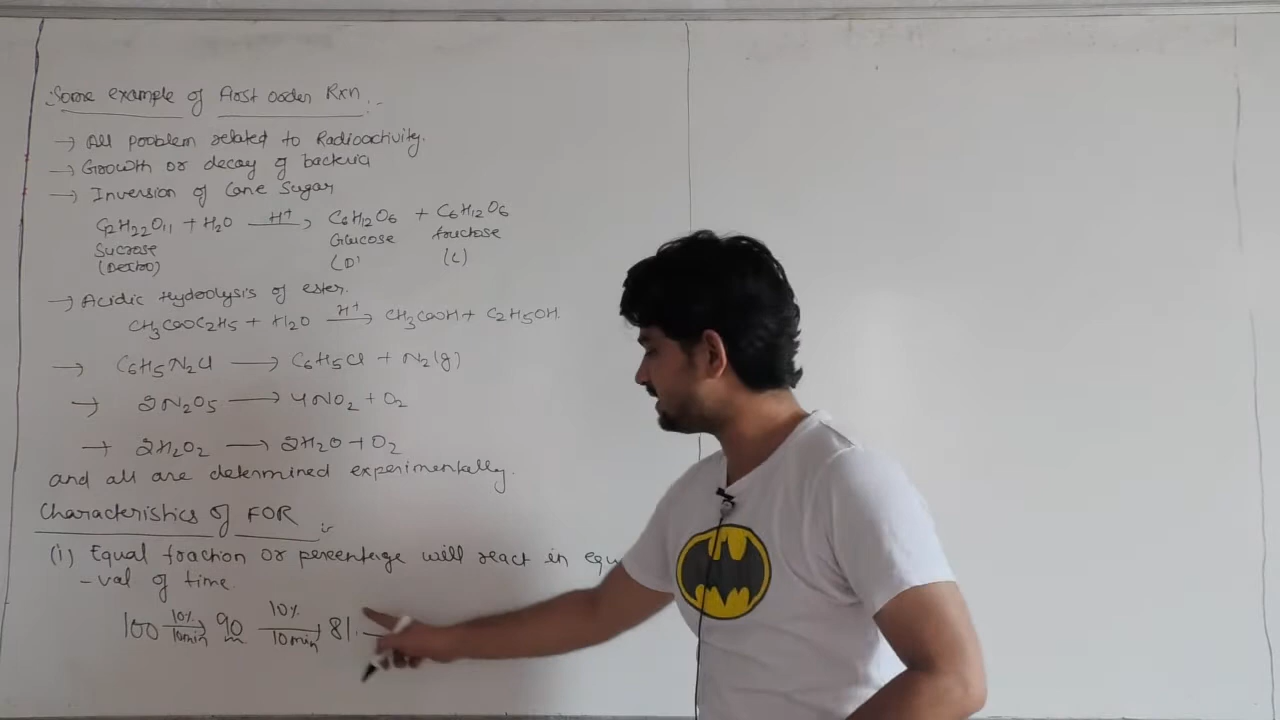 Some example of First order Rxn :-
→ All problem related to Radioactivity.
→ Growth or decay of bacteria
→ Inversion of Cane Sugar
C12H22O11 + H2O —H+→ C6H12O6 + C6H12O6
Sucrose Glucose fructose
(Dextro) (D) (L)
→ Acidic Hydrolysis of ester.
CH3COOC2H5 + H2O —H+→ CH3COOH + C2H5OH.
→ C6H5N2Cl → C6H5Cl + N2(g)
→ 2N2O5 → 4NO2 + O2
→ 2H2O2 → 2H2O + O2
and all are determined experimentally.
Characteristics of FOR :-
(i) Equal fraction or percentage will react in equ
-val of time.
100 —10% 10min→ 90 —10% 10min→ 81